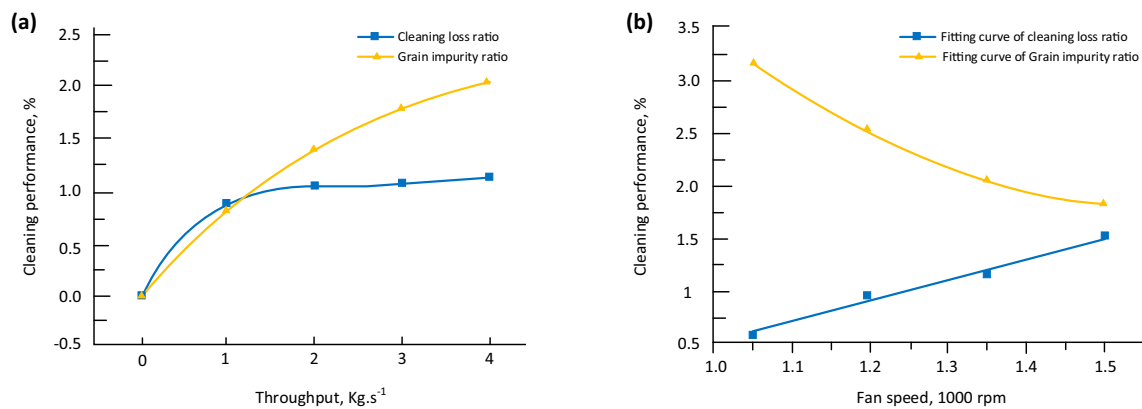 (a)
Cleaning loss ratio
Grain impurity ratio
Cleaning performance, %
2.5
2.0
1.5
1.0
0.5
0.0
-0.5
0 1 2 3 4
Throughput, Kg.s-1
(b)
Fitting curve of cleaning loss ratio
Fitting curve of Grain impurity ratio
Cleaning performance, %
3.5
3.0
2.5
2.0
1.5
1
0.5
1.0 1.1 1.2 1.3 1.4 1.5
Fan speed, 1000 rpm